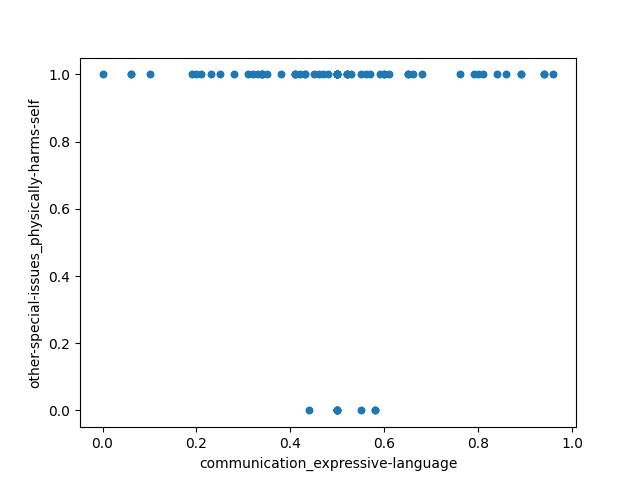 1.0
0.8
0.6
0.4
0.2
0.0
other-special-issues_physically-harms-self
0.0 0.2 0.4 0.6 0.8 1.0
communication_expressive-language